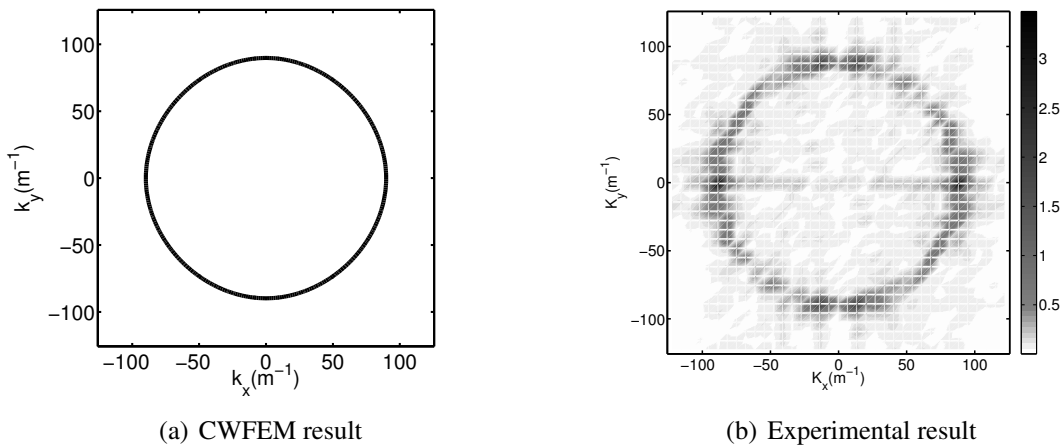 100
50
0
−50
−100
k_y(m⁻¹)
−100 −50 0 50 100
k_x(m⁻¹)
(a) CWFEM result
100
50
0
−50
−100
K_y(m⁻¹)
−100 −50 0 50 100
K_x(m⁻¹)
3
2.5
2
1.5
1
0.5
(b) Experimental result